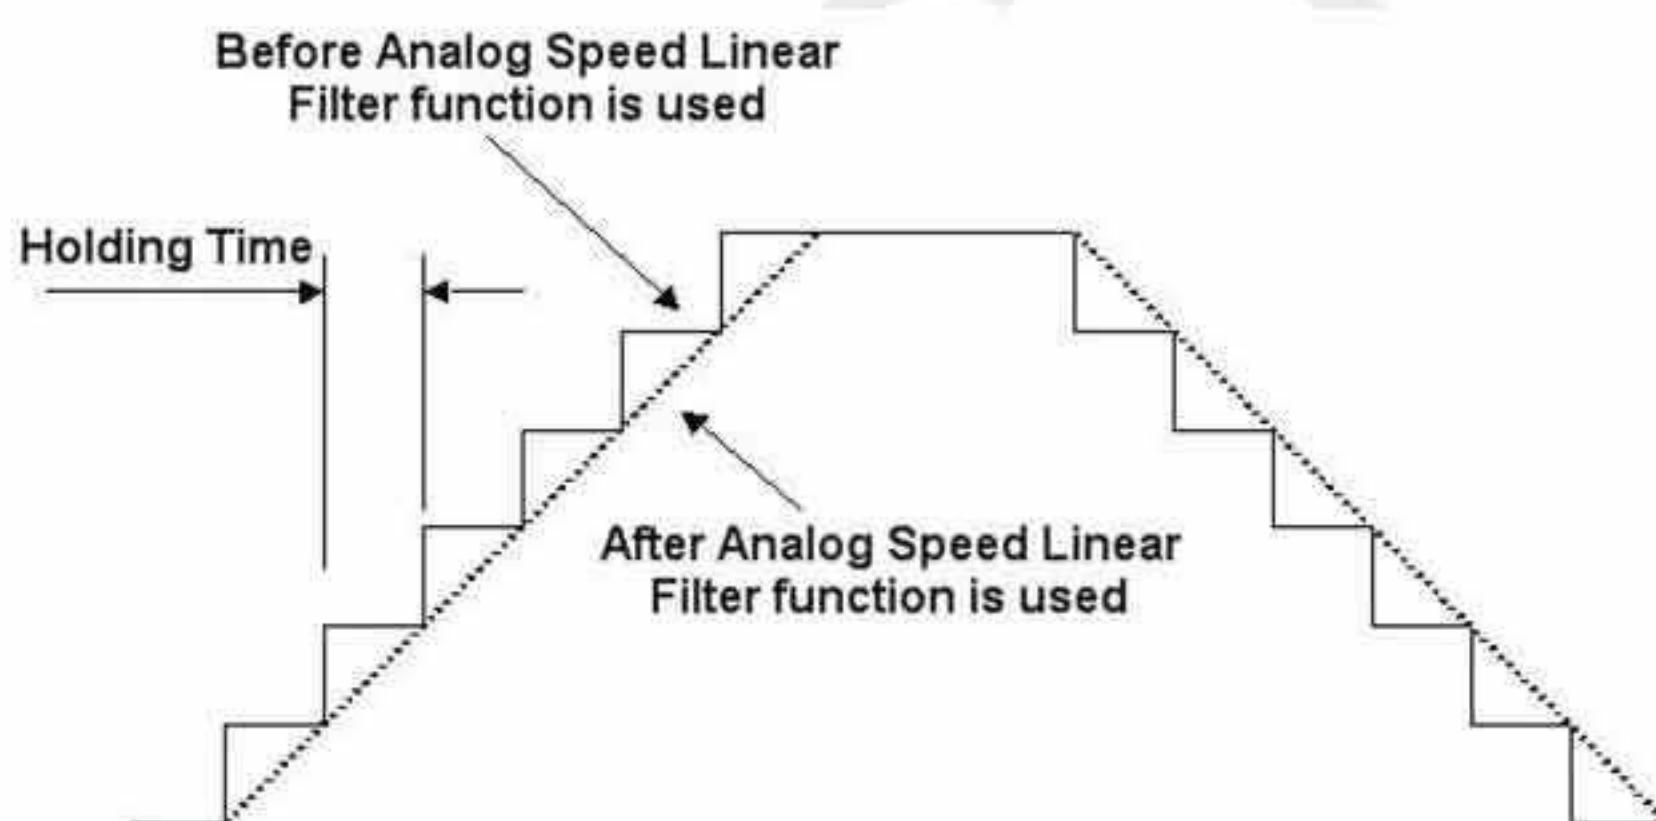 Before Analog Speed Linear
Filter function is used
Holding Time
After Analog Speed Linear
Filter function is used